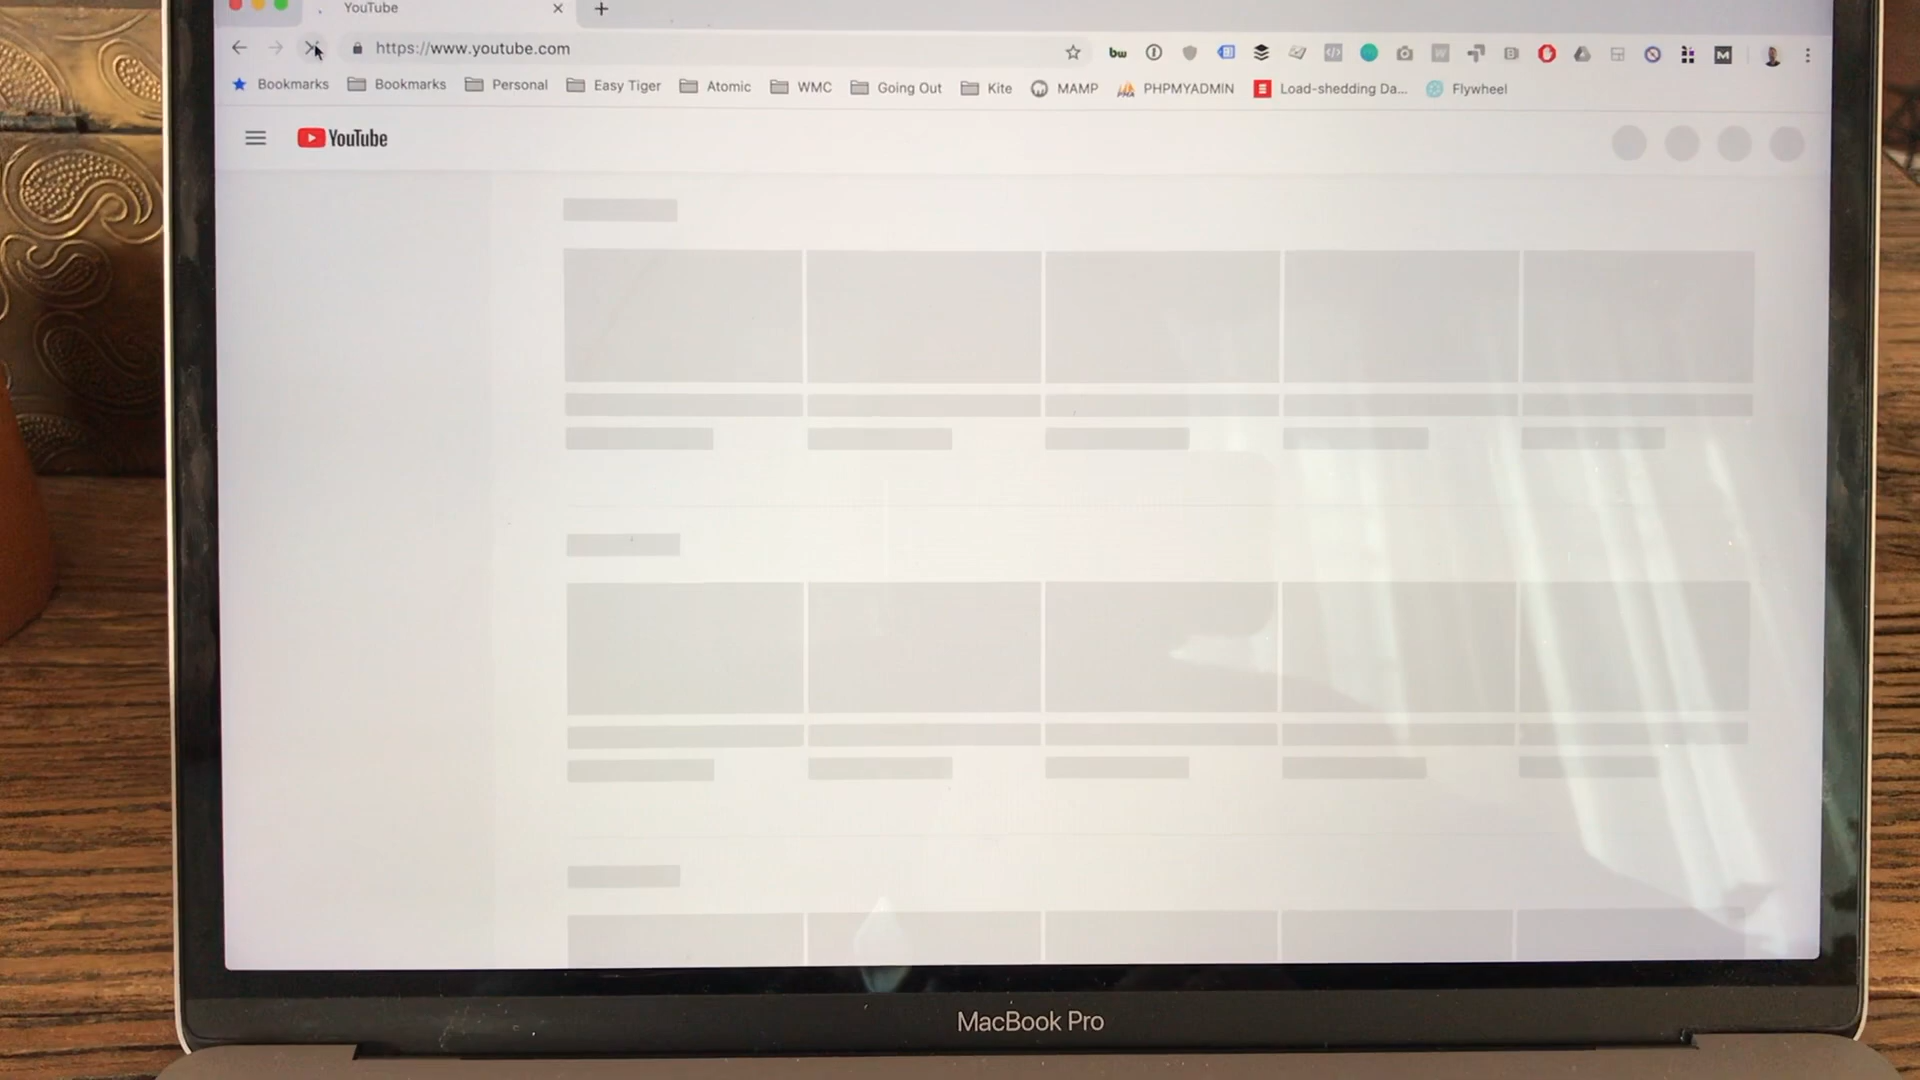 YouTube
https://www.youtube.com
bw
Bookmarks Bookmarks Personal Easy Tiger Atomic WMC Going Out Kite MAMP PHPMYADMIN Load-shedding Da... Flywheel
YouTube
MacBook Pro